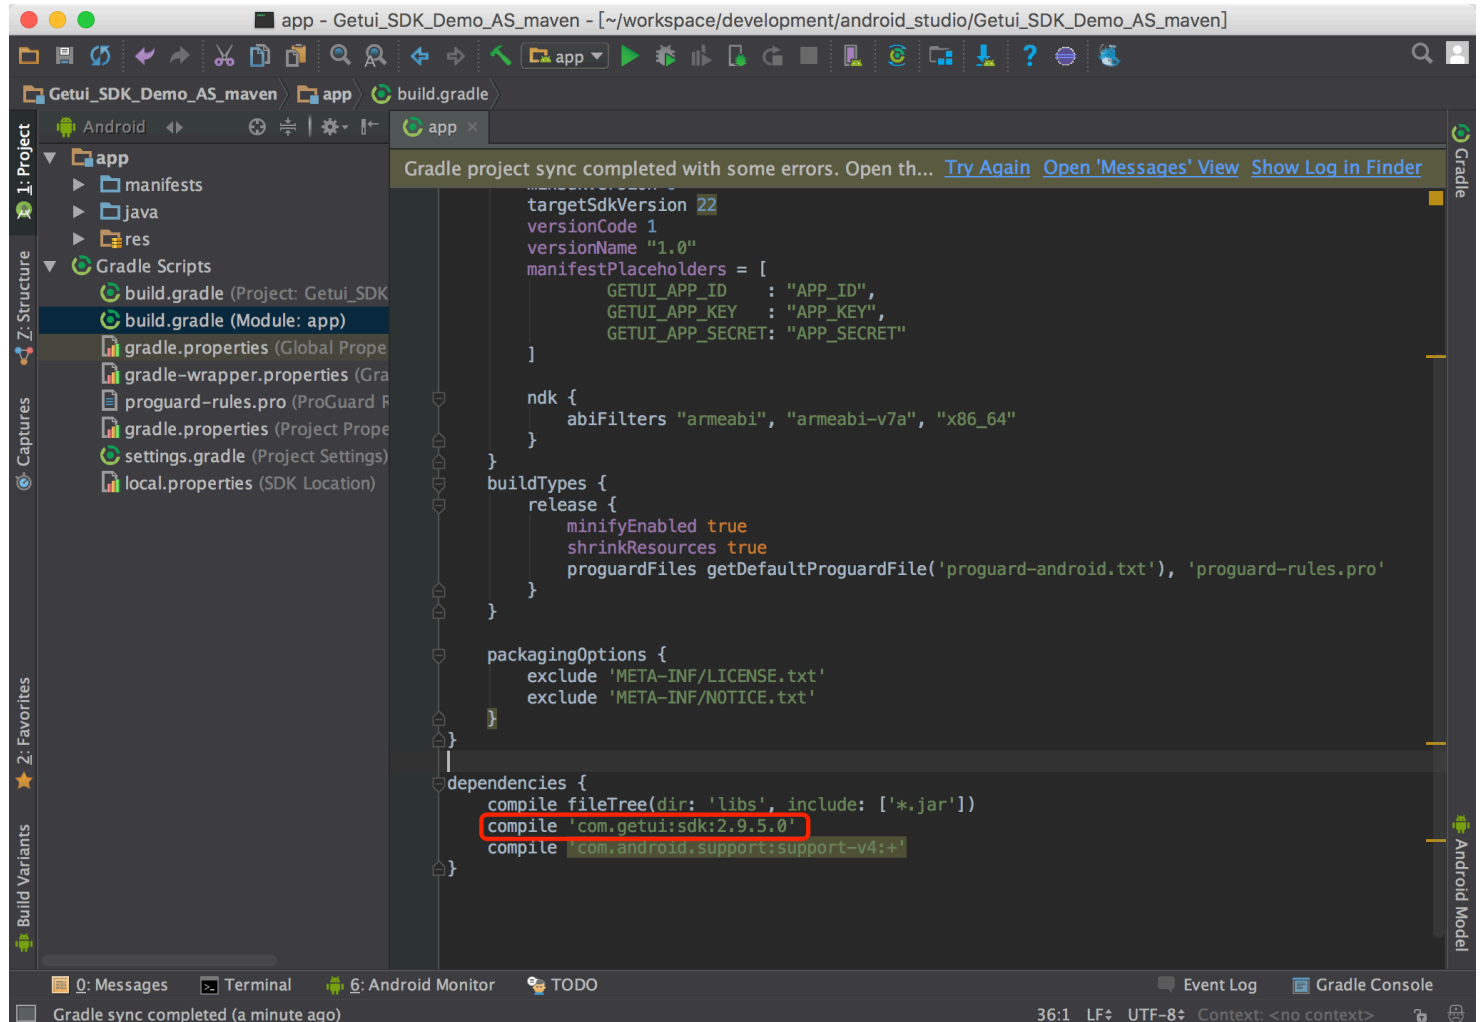 app - Getui_SDK_Demo_AS_maven - [~/workspace/development/android_studio/Getui_SDK_Demo_AS_maven]
app
Getui_SDK_Demo_AS_maven app build.gradle
Android
app
Gradle project sync completed with some errors. Open th... Try Again Open 'Messages' View Show Log in Finder
1: Project
Z: Structure
Captures
2: Favorites
Build Variants
app
manifests
java
res
Gradle Scripts
build.gradle (Project: Getui_SDK
build.gradle (Module: app)
gradle.properties (Global Prope
gradle-wrapper.properties (Gra
proguard-rules.pro (ProGuard R
gradle.properties (Project Prope
settings.gradle (Project Settings)
local.properties (SDK Location)
targetSdkVersion 22
versionCode 1
versionName "1.0"
manifestPlaceholders = [
GETUI_APP_ID : "APP_ID",
GETUI_APP_KEY : "APP_KEY",
GETUI_APP_SECRET: "APP_SECRET"
]
ndk {
abiFilters "armeabi", "armeabi-v7a", "x86_64"
}
}
buildTypes {
release {
minifyEnabled true
shrinkResources true
proguardFiles getDefaultProguardFile('proguard-android.txt'), 'proguard-rules.pro'
}
}
packagingOptions {
exclude 'META-INF/LICENSE.txt'
exclude 'META-INF/NOTICE.txt'
}
}
dependencies {
compile fileTree(dir: 'libs', include: ['*.jar'])
compile 'com.getui:sdk:2.9.5.0'
compile 'com.android.support:support-v4:+'
}
Gradle
Android Model
0: Messages Terminal 6: Android Monitor TODO Event Log Gradle Console
Gradle sync completed (a minute ago) 36:1 LF UTF-8 Context: <no context>